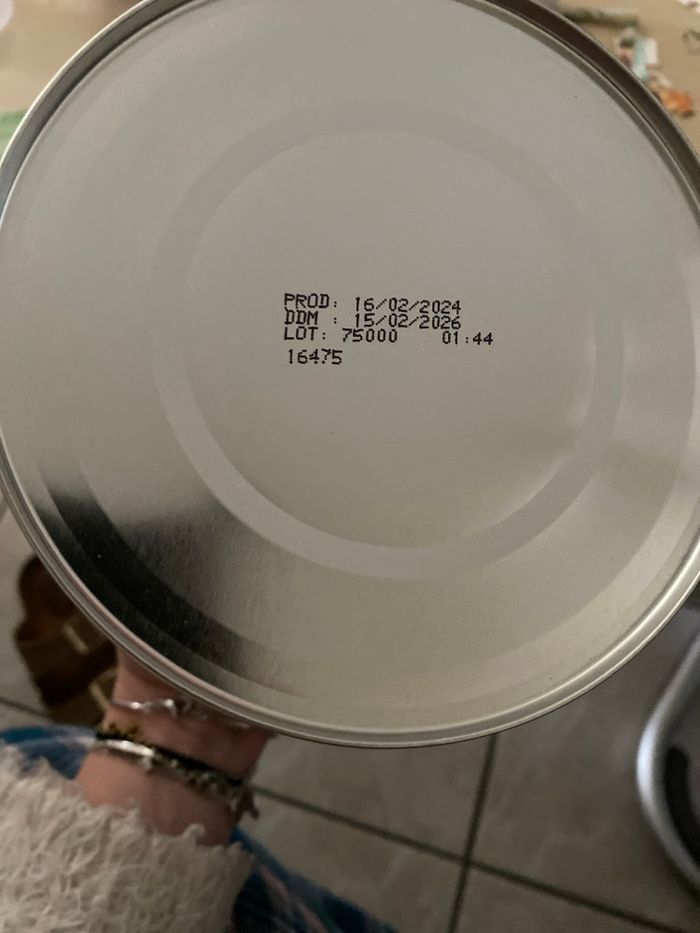 PROD: 16/02/2024
DDM : 15/02/2026
LOT: 75000 01:44
16475